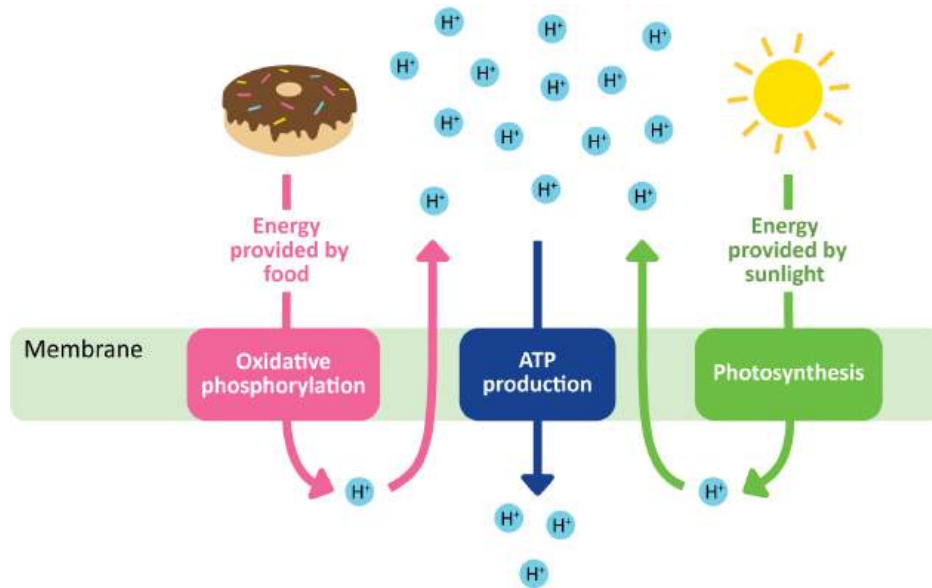 H⁺
H⁺
H⁺
H⁺
H⁺
H⁺
H⁺
H⁺
H⁺
H⁺
H⁺
H⁺
H⁺
H⁺
Energy
provided by
food
Energy
provided by
sunlight
Membrane
Oxidative
phosphorylation
ATP
production
Photosynthesis
H⁺
H⁺
H⁺
H⁺
H⁺